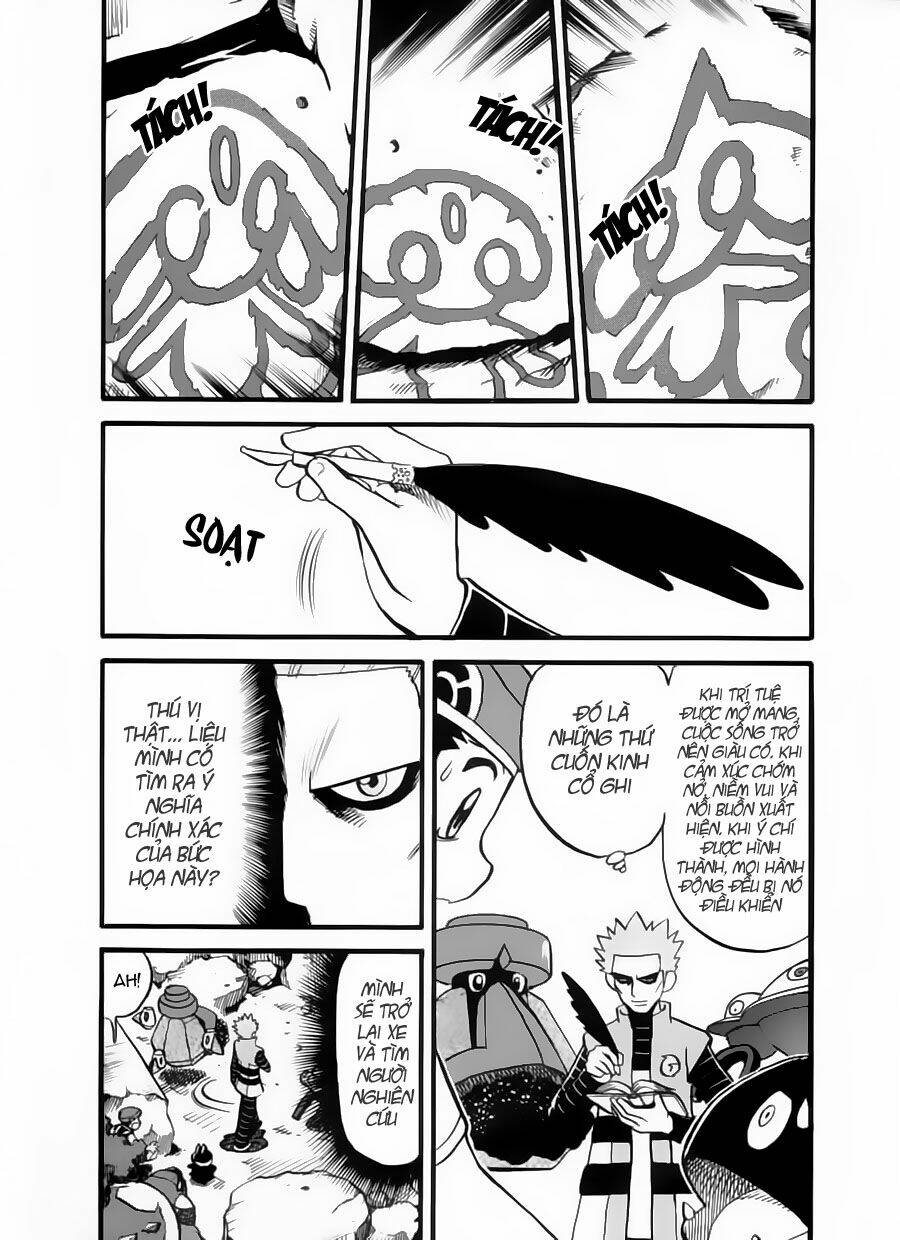 TÁCH!
TÁCH!
TÁCH!
SOẠT
THÚ VỊ
THẬT... LIỆU
MÌNH CÓ
TÌM RA Ý
NGHĨA
CHÍNH XÁC
CỦA BỨC
HỌA NÀY?
ĐÓ LÀ
NHỮNG THỨ
CUỐN KINH
CỔ GHI
KHI TRÍ TUỆ
ĐƯỢC MỞ MANG,
CUỘC SỐNG TRỞ
NÊN GIÀU CÓ. KHI
CẢM XÚC CHỚM
NỞ, NIỀM VUI VÀ
NỖI BUỒN XUẤT
HIỆN. KHI Ý CHÍ
ĐƯỢC HÌNH
THÀNH, MỌI HÀNH
ĐỘNG ĐỀU BỊ NÓ
ĐIỀU KHIỂN
AH!
MÌNH
SẼ TRỞ
LẠI XE
VÀ TÌM
NGƯỜI
NGHIÊN
CỨU